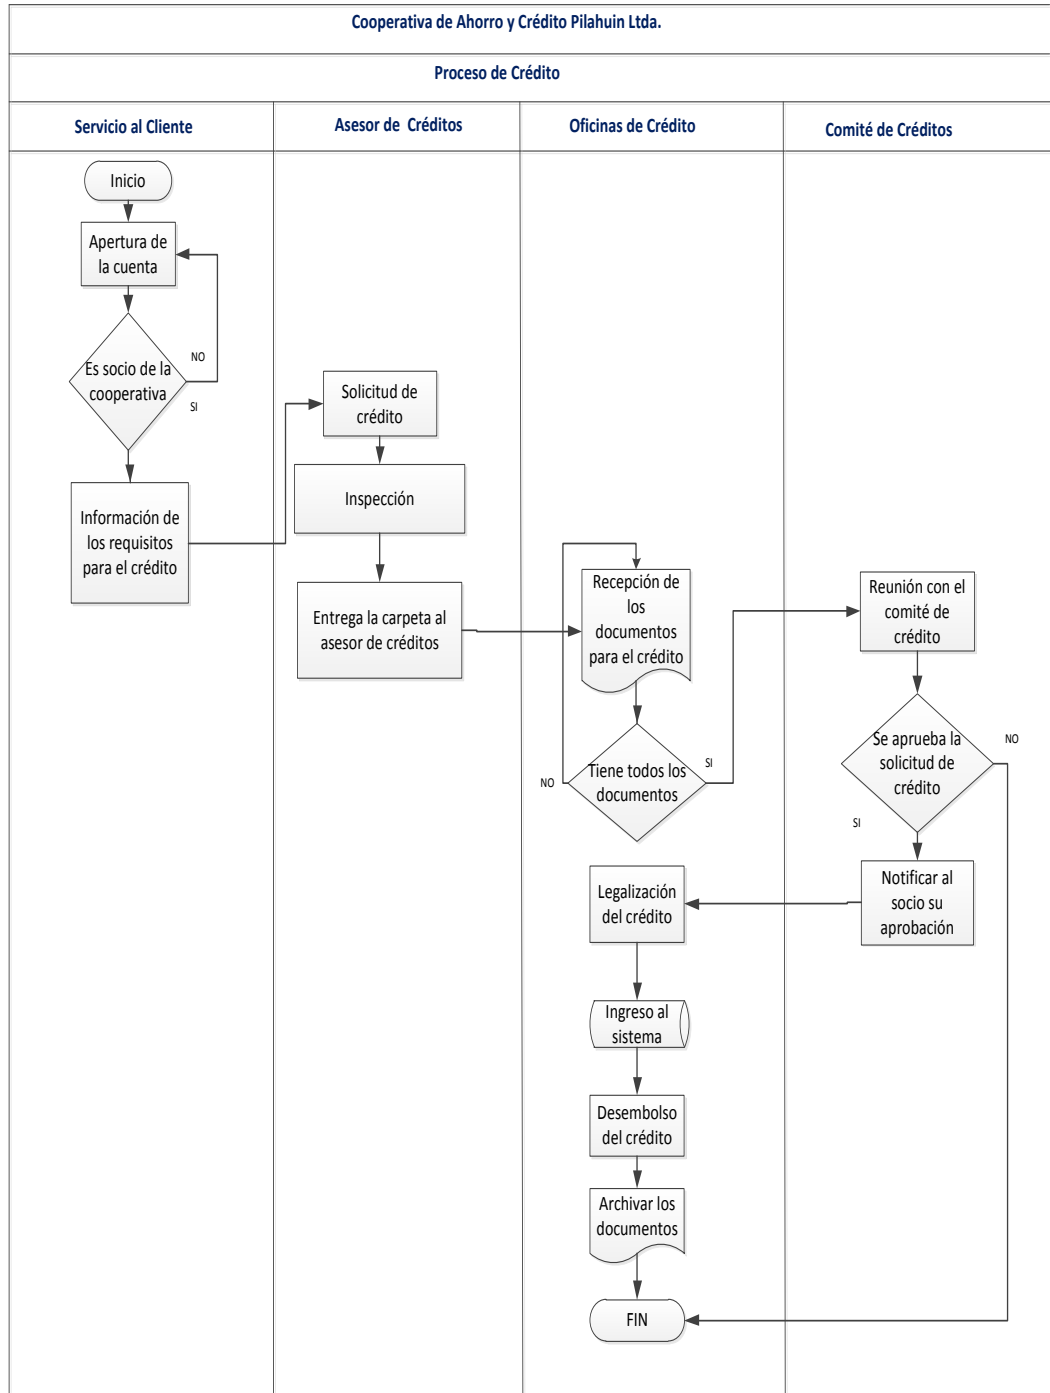 Cooperativa de Ahorro y Crédito Pilahuin Ltda.
Proceso de Crédito
Servicio al Cliente
Asesor de Créditos
Oficinas de Crédito
Comité de Créditos
Inicio
Apertura de
la cuenta
Es socio de la
cooperativa
NO
SI
Información de
los requisitos
para el crédito
Solicitud de
crédito
Inspección
Entrega la carpeta al
asesor de créditos
Recepción de
los
documentos
para el crédito
Tiene todos los
documentos
NO
SI
Reunión con el
comité de
crédito
Se aprueba la
solicitud de
crédito
NO
SI
Notificar al
socio su
aprobación
Legalización
del crédito
Ingreso al
sistema
Desembolso
del crédito
Archivar los
documentos
FIN